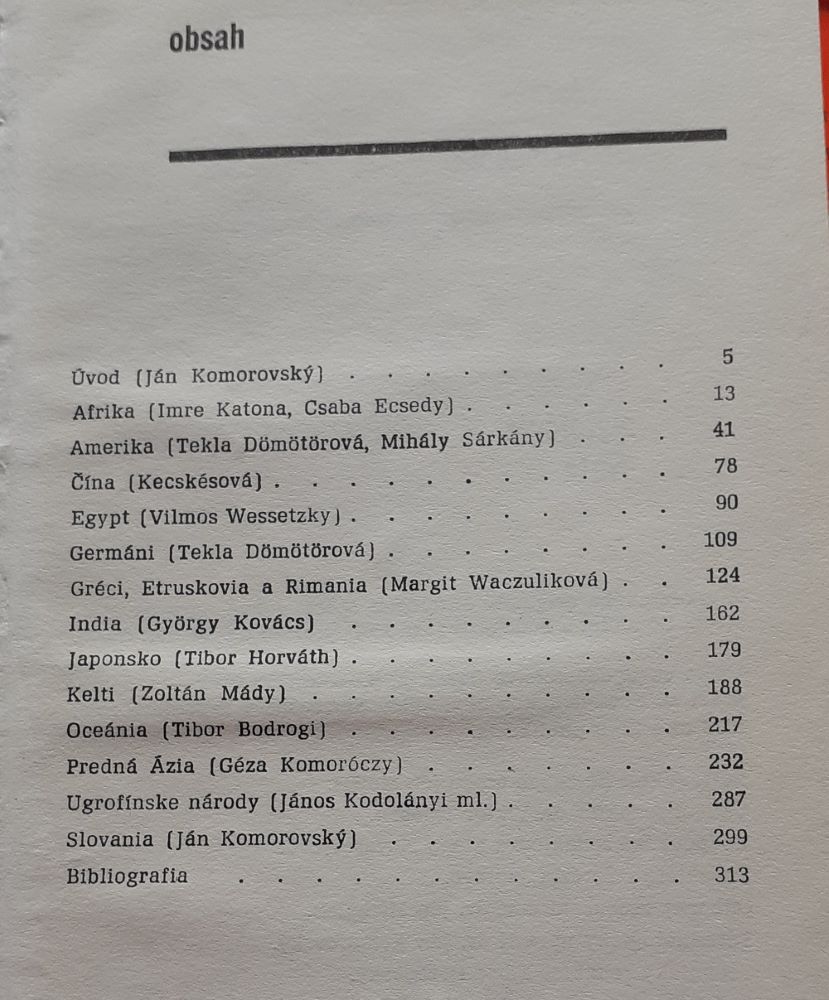 obsah
Úvod (Ján Komorovský) . . . . . . . . . 5
Afrika (Imre Katona, Csaba Ecsedy) . . . . . . 13
Amerika (Tekla Dömötörová, Mihály Sárkány) . . . 41
Čína (Kecskésová) . . . . . . . . . . . 78
Egypt (Vilmos Wessetzky) . . . . . . . . . 90
Germáni (Tekla Dömötörová) . . . . . . . . 109
Gréci, Etruskovia a Rimania (Margit Waczuliková) . . 124
India (György Kovács) . . . . . . . . . 162
Japonsko (Tibor Horváth) . . . . . . . . . 179
Kelti (Zoltán Mády) . . . . . . . . . . 188
Oceánia (Tibor Bodrogi) . . . . . . . . . 217
Predná Ázia (Géza Komoróczy) . . . . . . . 232
Ugrofínske národy (János Kodolányi ml.) . . . . . 287
Slovania (Ján Komorovský) . . . . . . . . 299
Bibliografia . . . . . . . . . . . . 313